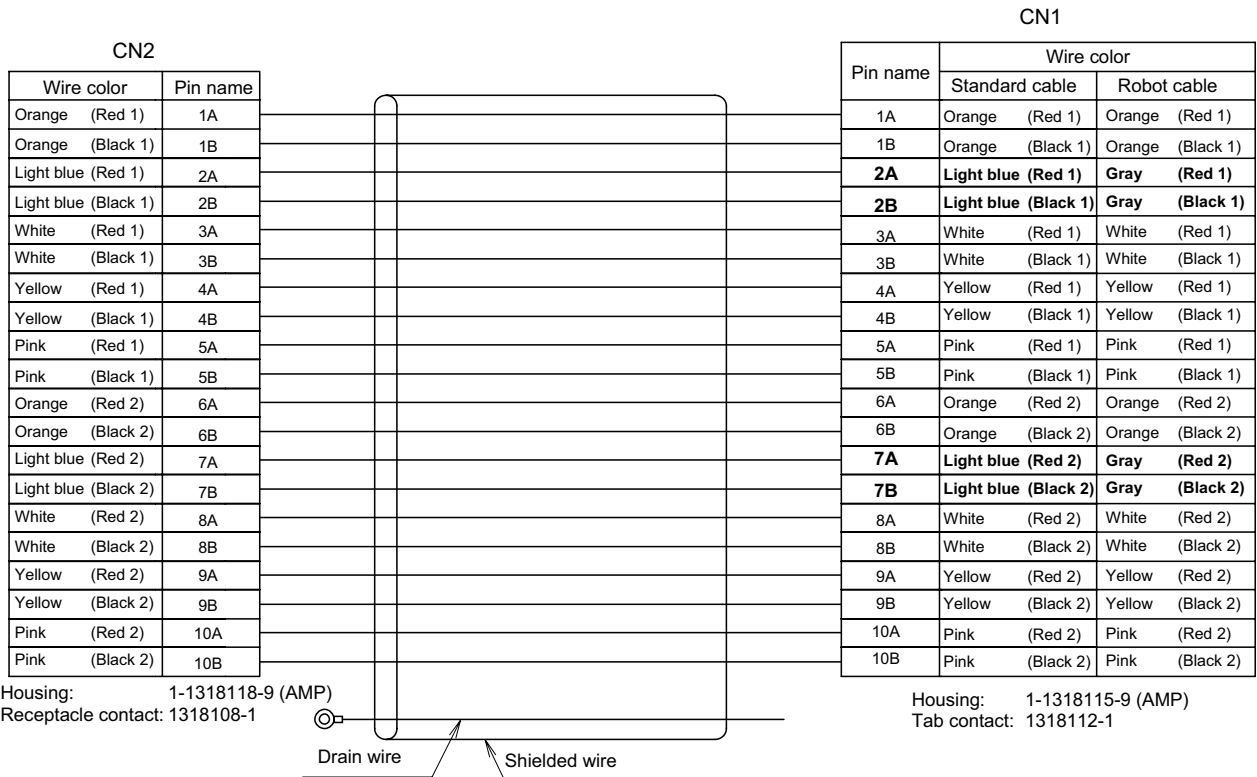 CN2
Wire color Pin name
Orange (Red 1) 1A
Orange (Black 1) 1B
Light blue (Red 1) 2A
Light blue (Black 1) 2B
White (Red 1) 3A
White (Black 1) 3B
Yellow (Red 1) 4A
Yellow (Black 1) 4B
Pink (Red 1) 5A
Pink (Black 1) 5B
Orange (Red 2) 6A
Orange (Black 2) 6B
Light blue (Red 2) 7A
Light blue (Black 2) 7B
White (Red 2) 8A
White (Black 2) 8B
Yellow (Red 2) 9A
Yellow (Black 2) 9B
Pink (Red 2) 10A
Pink (Black 2) 10B
Housing: 1-1318118-9 (AMP)
Receptacle contact: 1318108-1
Drain wire
Shielded wire
CN1
Pin name Wire color
Standard cable Robot cable
1A Orange (Red 1) Orange (Red 1)
1B Orange (Black 1) Orange (Black 1)
2A Light blue (Red 1) Gray (Red 1)
2B Light blue (Black 1) Gray (Black 1)
3A White (Red 1) White (Red 1)
3B White (Black 1) White (Black 1)
4A Yellow (Red 1) Yellow (Red 1)
4B Yellow (Black 1) Yellow (Black 1)
5A Pink (Red 1) Pink (Red 1)
5B Pink (Black 1) Pink (Black 1)
6A Orange (Red 2) Orange (Red 2)
6B Orange (Black 2) Orange (Black 2)
7A Light blue (Red 2) Gray (Red 2)
7B Light blue (Black 2) Gray (Black 2)
8A White (Red 2) White (Red 2)
8B White (Black 2) White (Black 2)
9A Yellow (Red 2) Yellow (Red 2)
9B Yellow (Black 2) Yellow (Black 2)
10A Pink (Red 2) Pink (Red 2)
10B Pink (Black 2) Pink (Black 2)
Housing: 1-1318115-9 (AMP)
Tab contact: 1318112-1